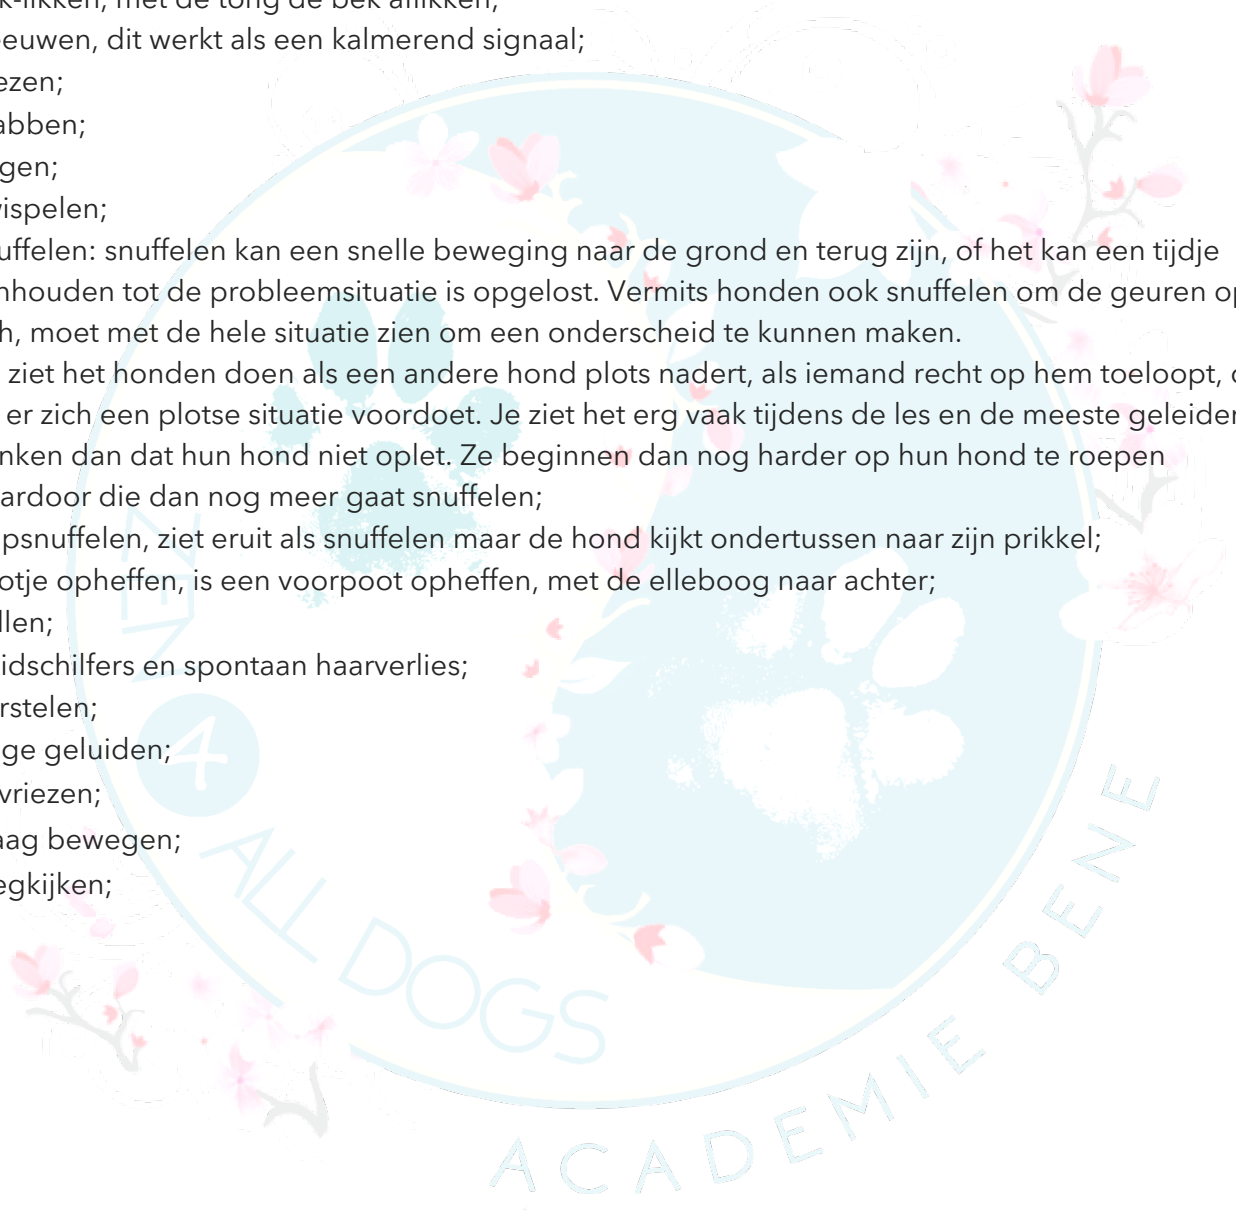 k-likken, met de tong de bek aflikken;
euwen, dit werkt als een kalmerend signaal;
ezen;
abben;
gen;
ispelen;
uffelen: snuffelen kan een snelle beweging naar de grond en terug zijn, of het kan een tijdje
nhouden tot de probleemsituatie is opgelost. Vermits honden ook snuffelen om de geuren op
h, moet met de hele situatie zien om een onderscheid te kunnen maken.
ziet het honden doen als een andere hond plots nadert, als iemand recht op hem toeloopt, o
er zich een plotse situatie voordoet. Je ziet het erg vaak tijdens de les en de meeste geleider
nken dan dat hun hond niet oplet. Ze beginnen dan nog harder op hun hond te roepen
ardoor die dan nog meer gaat snuffelen;
psnuffelen, ziet eruit als snuffelen maar de hond kijkt ondertussen naar zijn prikkel;
otje opheffen, is een voorpoot opheffen, met de elleboog naar achter;
llen;
idschilfers en spontaan haarverlies;
rstelen;
ge geluiden;
vriezen;
aag bewegen;
egkijken;
ZEN
4
ALL DOGS
ACADEMIE BENE